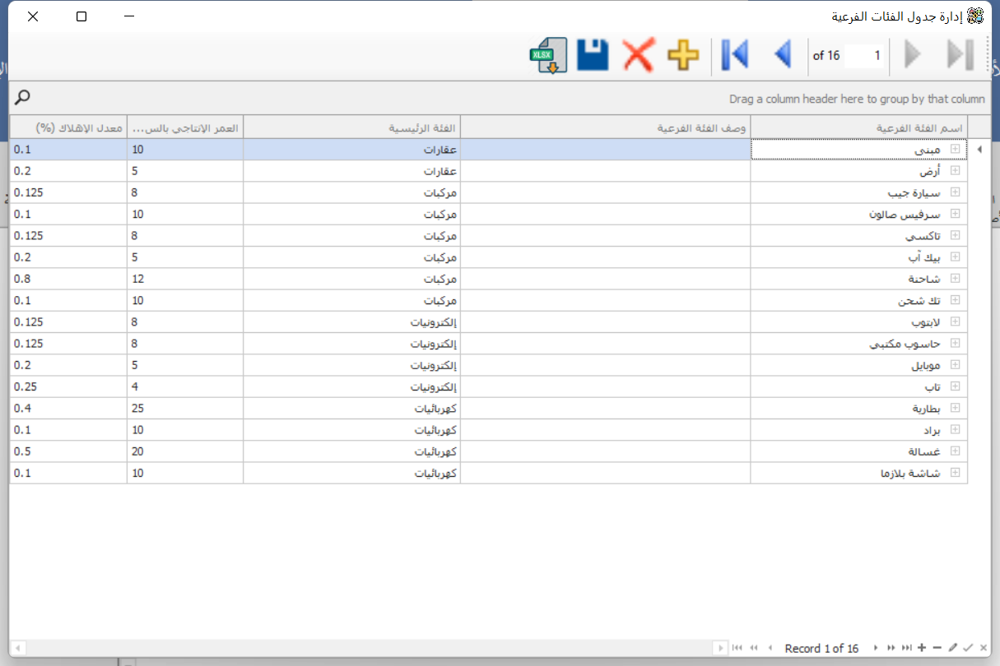 إدارة جدول الفئات الفرعية
XLSX
of 16 1
Drag a column header here to group by that column
اسم الفئة الفرعية وصف الفئة الفرعية الفئة الرئيسية العمر الإنتاجي بالس... معدل الإهلاك (%)
مبنى عقارات 10 0.1
أرض عقارات 5 0.2
سيارة جيب مركبات 8 0.125
سرفيس صالون مركبات 10 0.1
تاكسي مركبات 8 0.125
بيك آب مركبات 5 0.2
شاحنة مركبات 12 0.8
تك شحن مركبات 10 0.1
لابتوب إلكترونيات 8 0.125
حاسوب مكتبي إلكترونيات 8 0.125
موبايل إلكترونيات 5 0.2
تاب إلكترونيات 4 0.25
بطارية كهربائيات 25 0.4
براد كهربائيات 10 0.1
غسالة كهربائيات 20 0.5
شاشة بلازما كهربائيات 10 0.1
Record 1 of 16